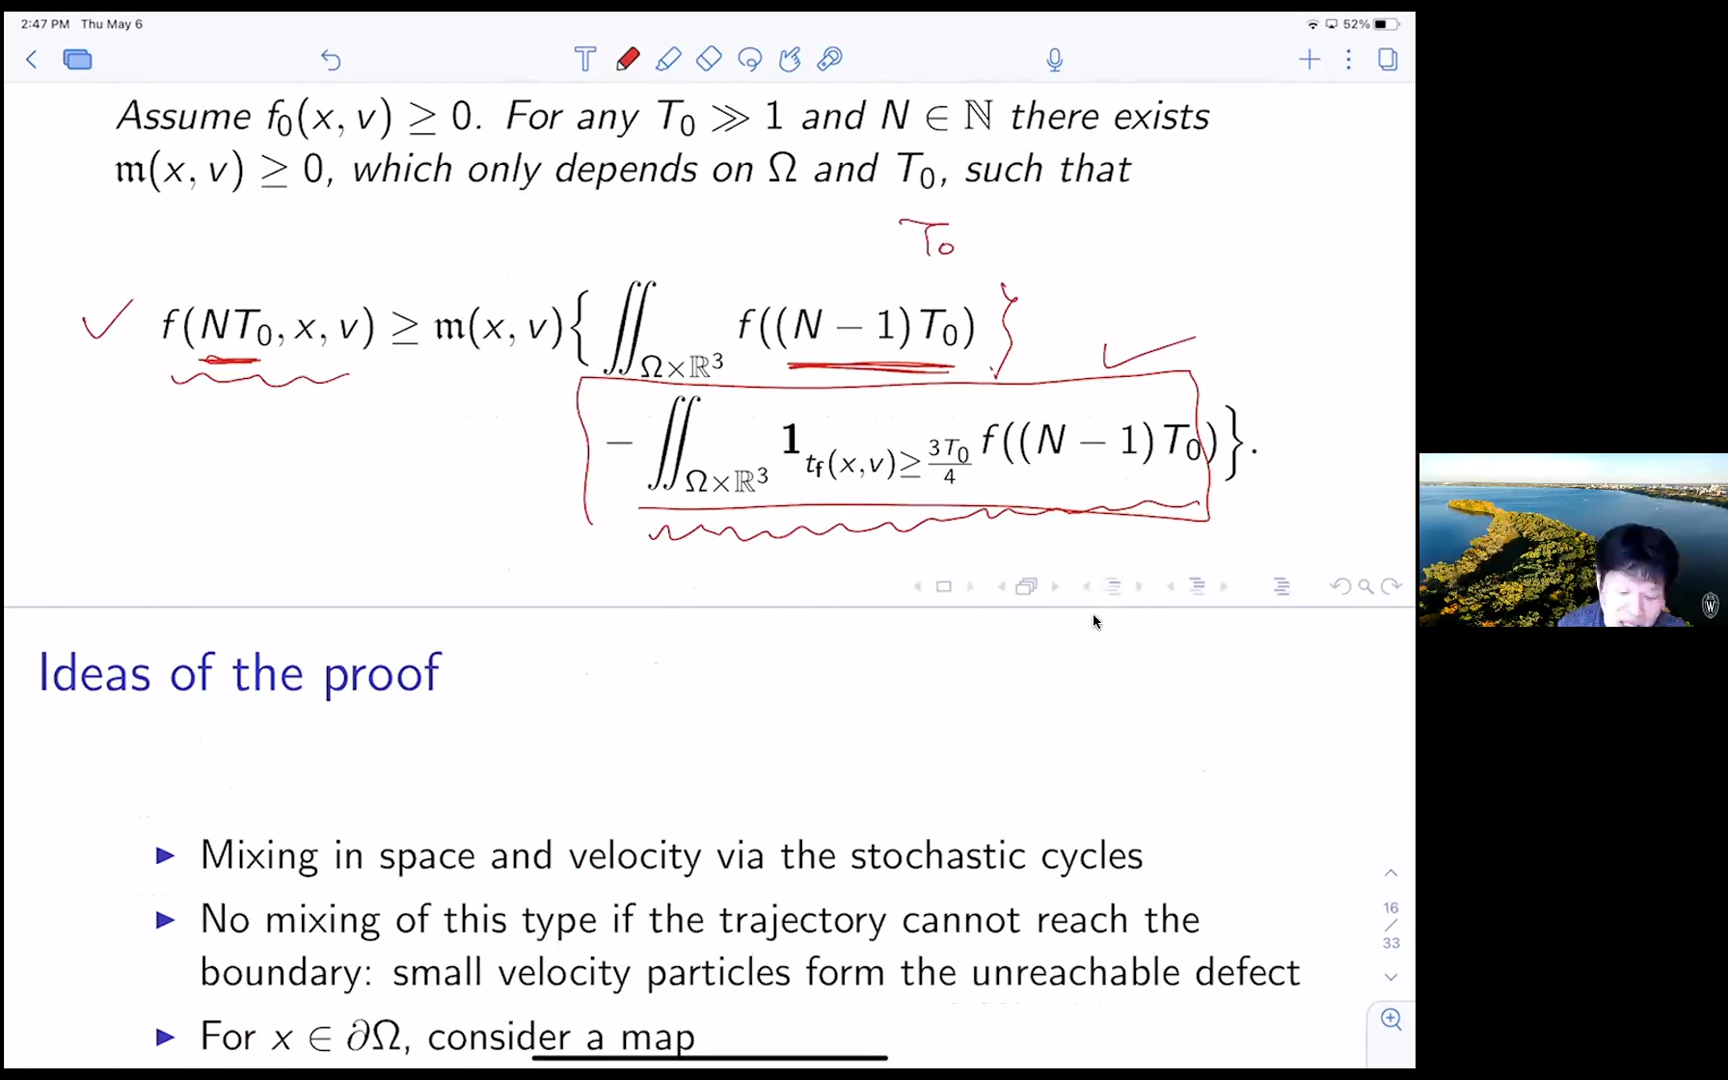 2:47 PM Thu May 6
52%
Assume f₀(x, v) ≥ 0. For any T₀ ≫ 1 and N ∈ ℕ there exists
𝔪(x, v) ≥ 0, which only depends on Ω and T₀, such that
T₀
f(NT₀, x, v) ≥ 𝔪(x, v){ ∬_{Ω×ℝ³} f((N − 1)T₀) }
− ∬_{Ω×ℝ³} 1_{t_f(x,v)≥3T₀/4} f((N − 1)T₀)}.
Ideas of the proof
▶ Mixing in space and velocity via the stochastic cycles
▶ No mixing of this type if the trajectory cannot reach the
boundary: small velocity particles form the unreachable defect
▶ For x ∈ ∂Ω, consider a map
16
/
33
W